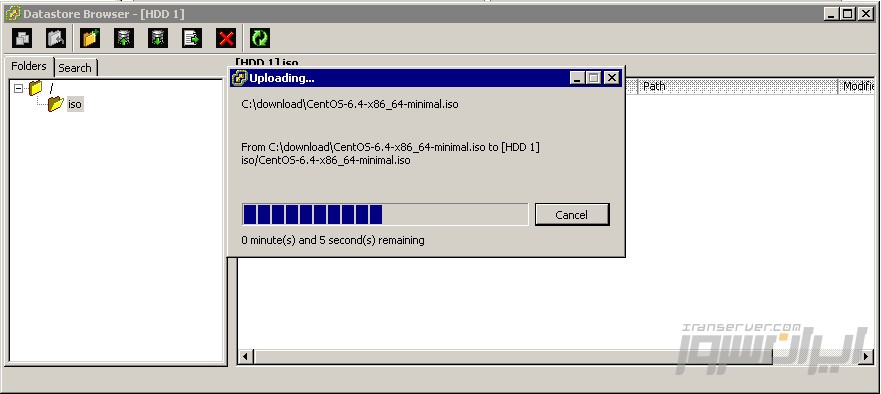 Datastore Browser - [HDD 1]
Folders
Search
[HDD 1] iso
/
iso
Path
Modifie
Uploading...
C:\download\CentOS-6.4-x86_64-minimal.iso
From C:\download\CentOS-6.4-x86_64-minimal.iso to [HDD 1]
iso/CentOS-6.4-x86_64-minimal.iso
Cancel
0 minute(s) and 5 second(s) remaining
iranserver.com
ایران سرور